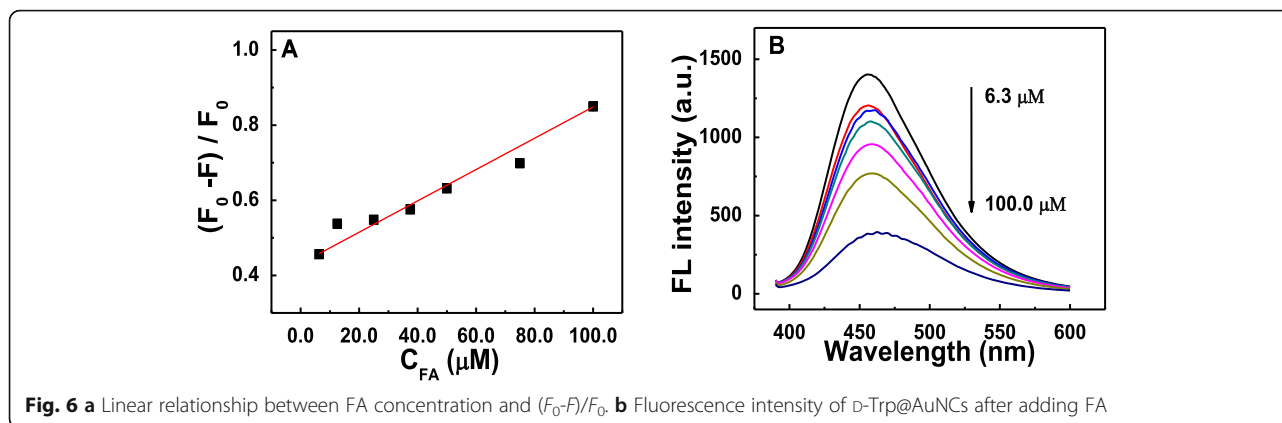 A
1.0
0.8
0.6
0.4
(F₀ -F) / F₀
0.0 20.0 40.0 60.0 80.0 100.0
C_FA (µM)
B
1500
1000
500
0
FL intensity (a.u.)
6.3 µM
100.0 µM
400 450 500 550 600
Wavelength (nm)
Fig. 6 a Linear relationship between FA concentration and (F₀-F)/F₀. b Fluorescence intensity of D-Trp@AuNCs after adding FA